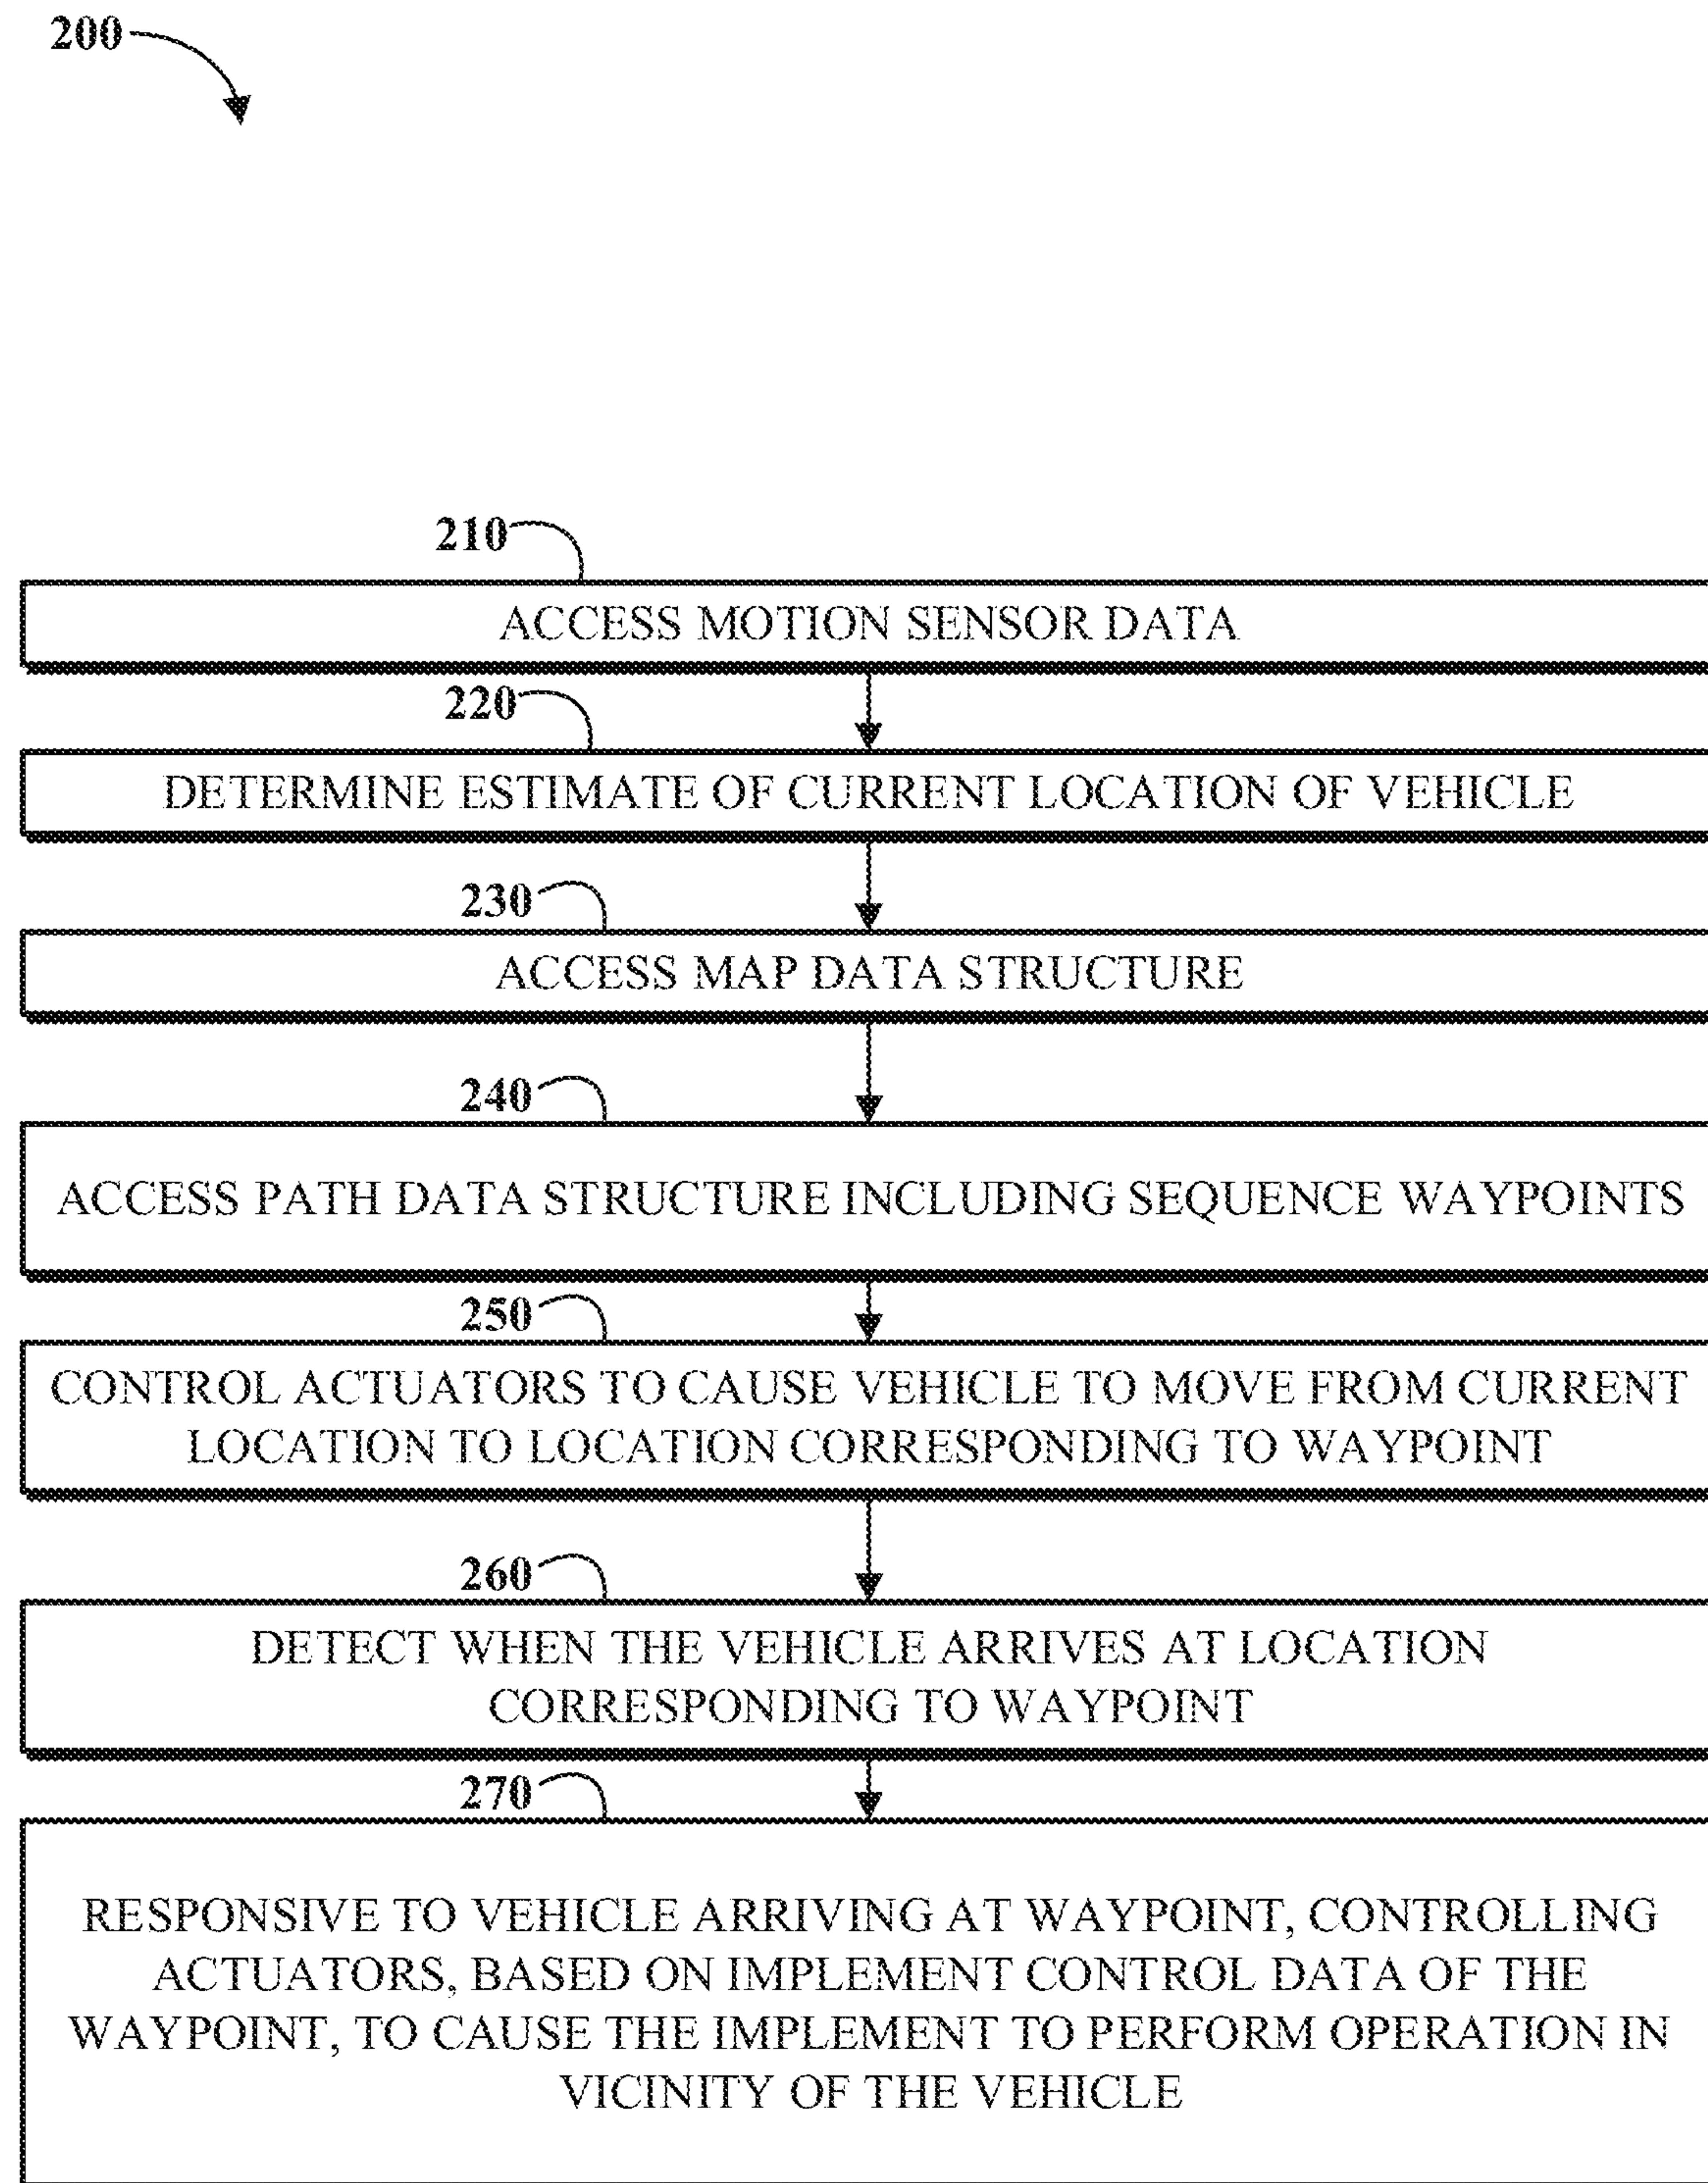 200
210
ACCESS MOTION SENSOR DATA
220
DETERMINE ESTIMATE OF CURRENT LOCATION OF VEHICLE
230
ACCESS MAP DATA STRUCTURE
240
ACCESS PATH DATA STRUCTURE INCLUDING SEQUENCE WAYPOINTS
250
CONTROL ACTUATORS TO CAUSE VEHICLE TO MOVE FROM CURRENT
LOCATION TO LOCATION CORRESPONDING TO WAYPOINT
260
DETECT WHEN THE VEHICLE ARRIVES AT LOCATION
CORRESPONDING TO WAYPOINT
270
RESPONSIVE TO VEHICLE ARRIVING AT WAYPOINT, CONTROLLING
ACTUATORS, BASED ON IMPLEMENT CONTROL DATA OF THE
WAYPOINT, TO CAUSE THE IMPLEMENT TO PERFORM OPERATION IN
VICINITY OF THE VEHICLE